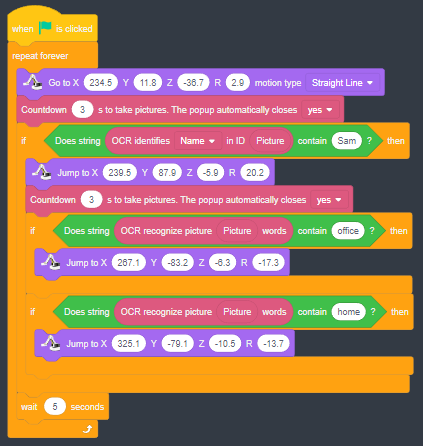 when is clicked
repeat forever
Go to X 234.5 Y 11.8 Z -36.7 R 2.9 motion type Straight Line
Countdown 3 s to take pictures. The popup automatically closes yes
if Does string OCR identifies Name in ID Picture contain Sam ? then
Jump to X 239.5 Y 87.9 Z -5.9 R 20.2
Countdown 3 s to take pictures. The popup automatically closes yes
if Does string OCR recognize picture Picture words contain office ? then
Jump to X 267.1 Y -83.2 Z -6.3 R -17.3
if Does string OCR recognize picture Picture words contain home ? then
Jump to X 325.1 Y -79.1 Z -10.5 R -13.7
wait 5 seconds